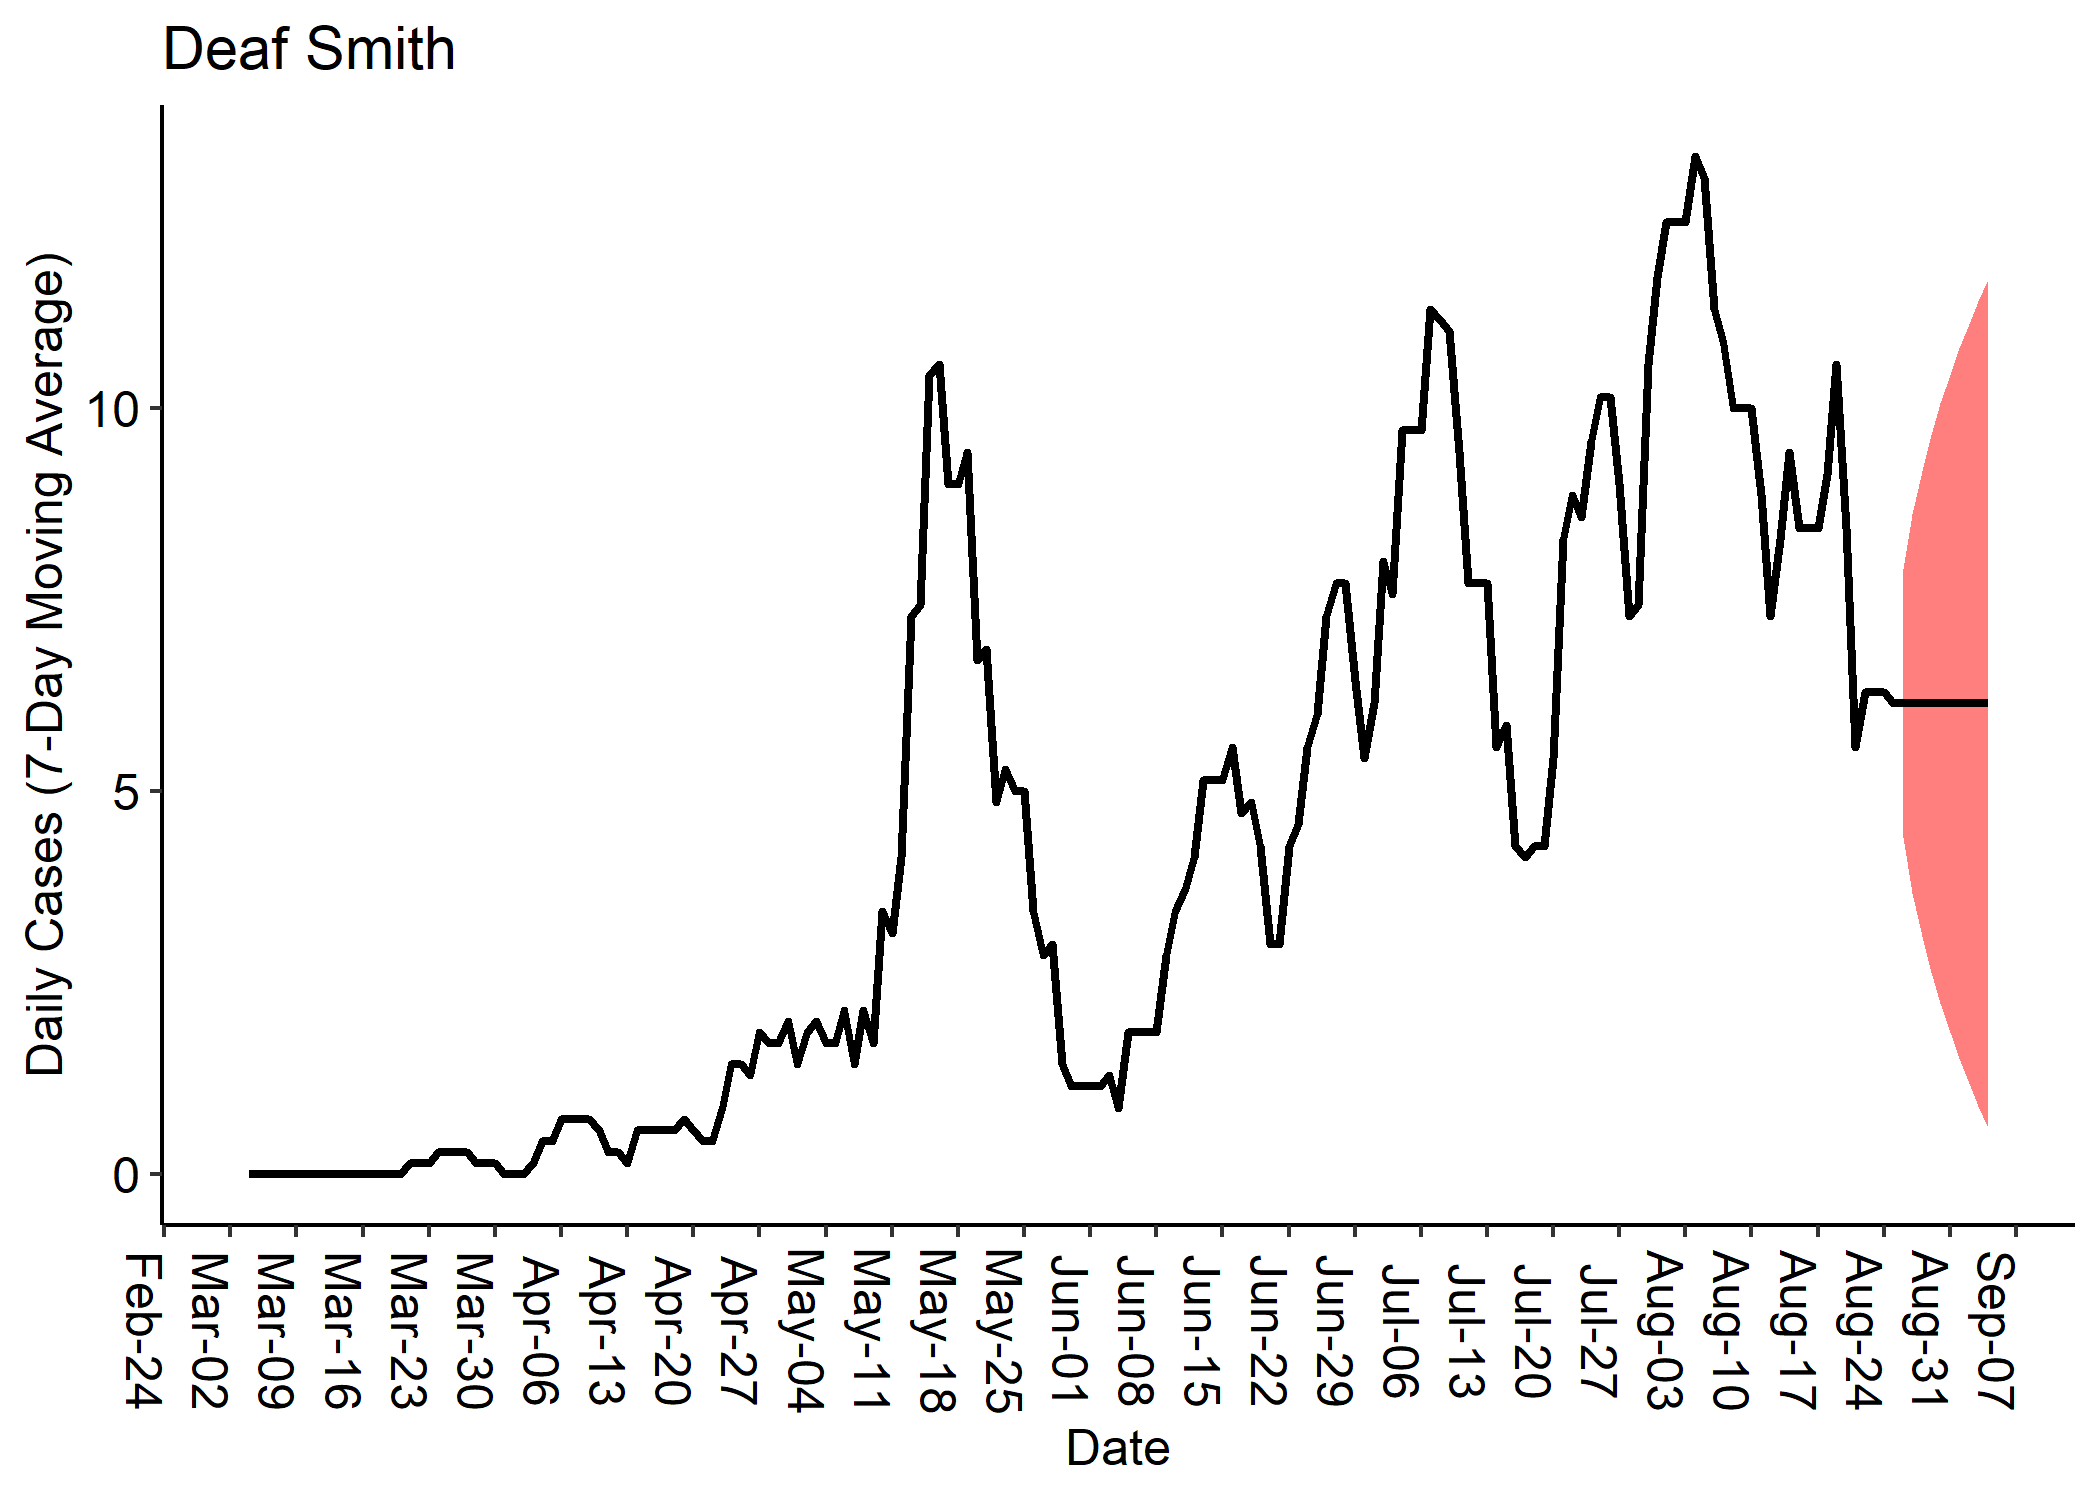 Deaf Smith
Daily Cases (7-Day Moving Average)
10
5
0
Feb-24
Mar-02
Mar-09
Mar-16
Mar-23
Mar-30
Apr-06
Apr-13
Apr-20
Apr-27
May-04
May-11
May-18
May-25
Jun-01
Jun-08
Jun-15
Jun-22
Jun-29
Jul-06
Jul-13
Jul-20
Jul-27
Aug-03
Aug-10
Aug-17
Aug-24
Aug-31
Sep-07
Date